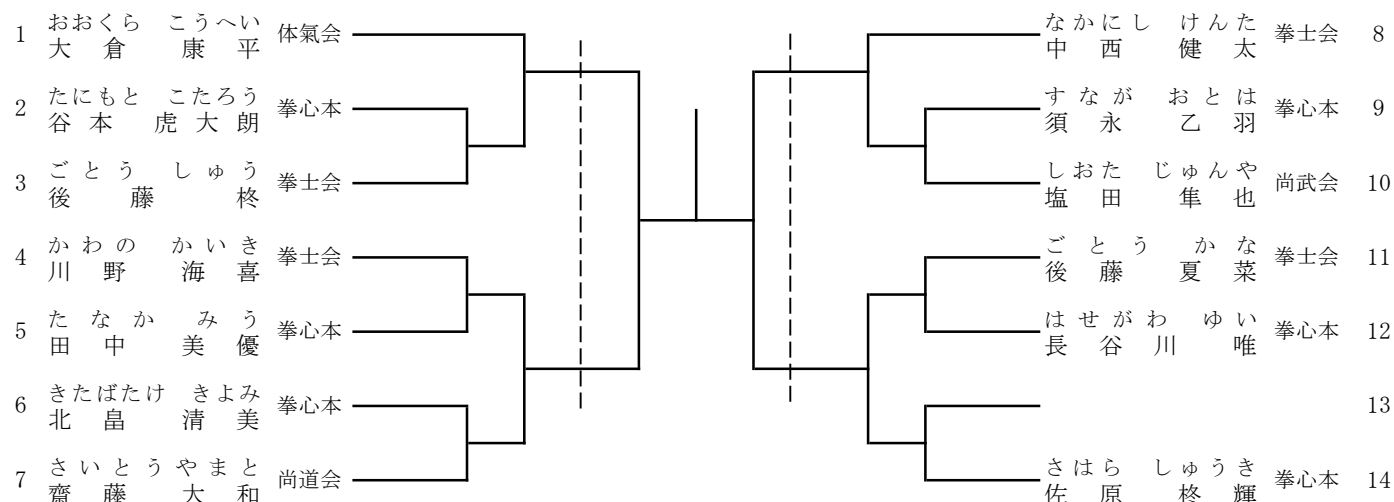 おおくら こうへい
1 大倉 康平 体氣会
たにもと こたろう
2 谷本 虎大朗 拳心本
ごとう しゅう
3 後藤 柊 拳士会
かわの かいき
4 川野 海喜 拳士会
たなか みう
5 田中 美優 拳心本
きたばたけ きよみ
6 北畠 清美 拳心本
さいとうやまと
7 齋藤 大和 尚道会
なかにし けんた
中西 健太 拳士会 8
すなが おとは
須永 乙羽 拳心本 9
しおた じゅんや
塩田 隼也 尚武会 10
ごとう かな
後藤 夏菜 拳士会 11
はせがわ ゆい
長谷川 唯 拳心本 12
13
さはら しゅうき
佐原 柊輝 拳心本 14